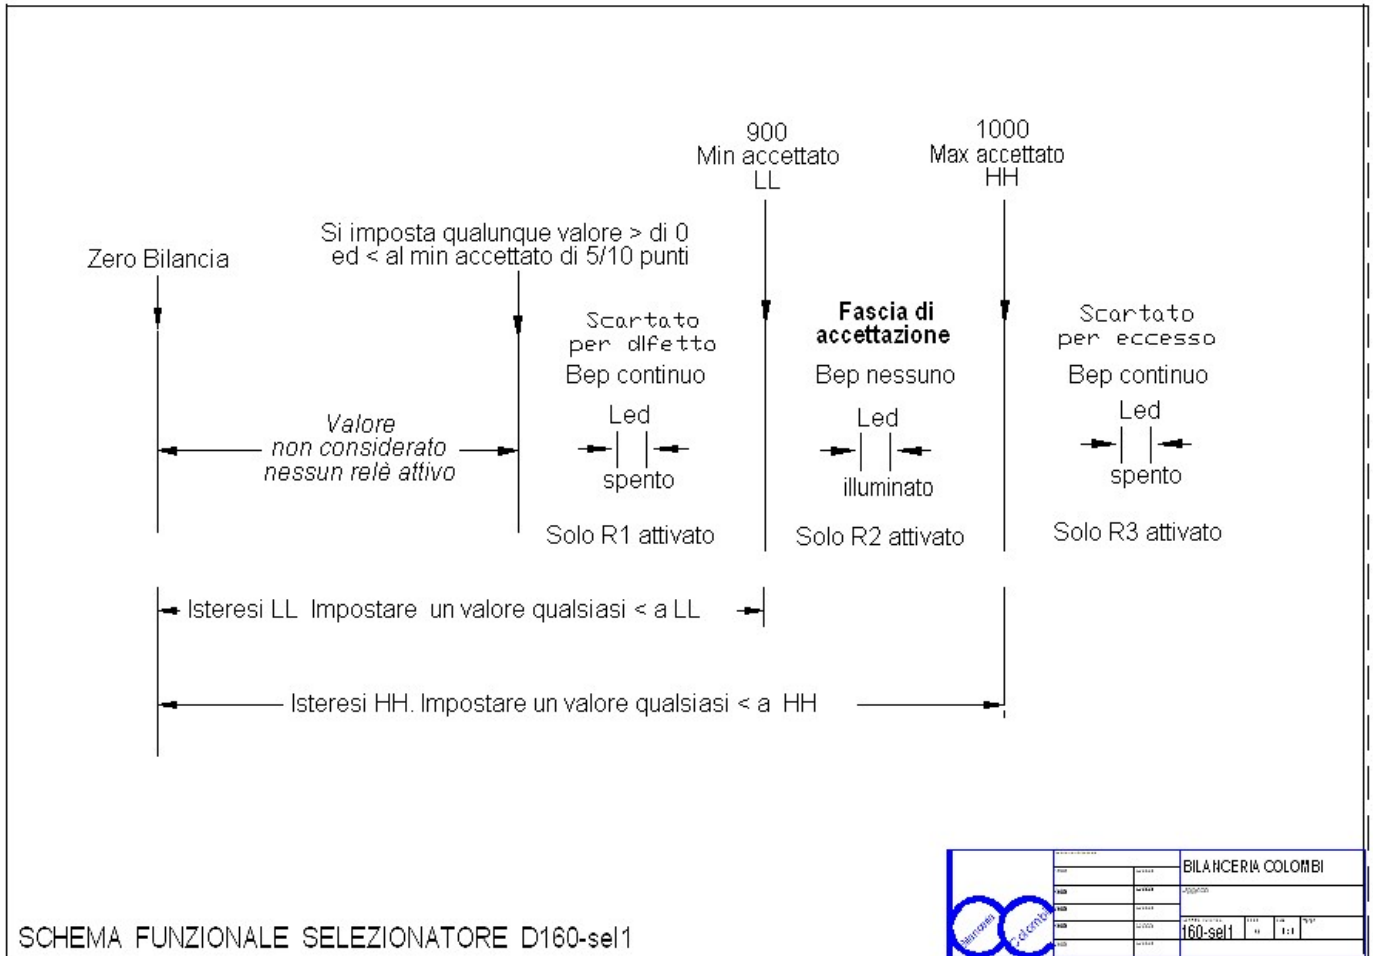 900
Min accettato
LL
1000
Max accettato
HH
Si imposta qualunque valore > di 0
ed < al min accettato di 5/10 punti
Zero Bilancia
Scartato
per difetto
Bep continuo
Led
spento
Solo R1 attivato
Fascia di
accettazione
Bep nessuno
Led
illuminato
Solo R2 attivato
Scartato
per eccesso
Bep continuo
Led
spento
Solo R3 attivato
Valore
non considerato
nessun relè attivo
Isteresi LL Impostare un valore qualsiasi < a LL
Isteresi HH. Impostare un valore qualsiasi < a HH
SCHEMA FUNZIONALE SELEZIONATORE D160-sel1
Colombi
BILANCERIA COLOMBI
160-sel1
1:1